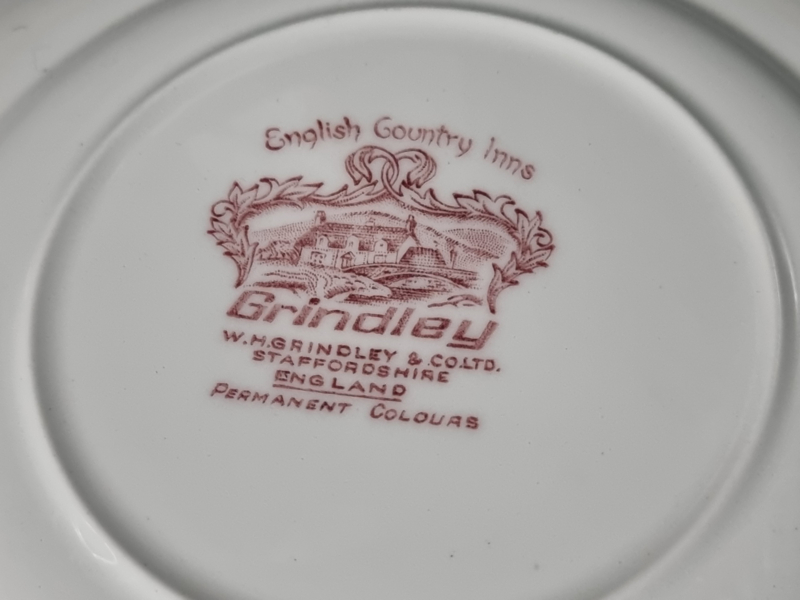 English Country Inns
Grindley
W.H.GRINDLEY & CO.LTD.
STAFFORDSHIRE
ENGLAND
PERMANENT COLOURS